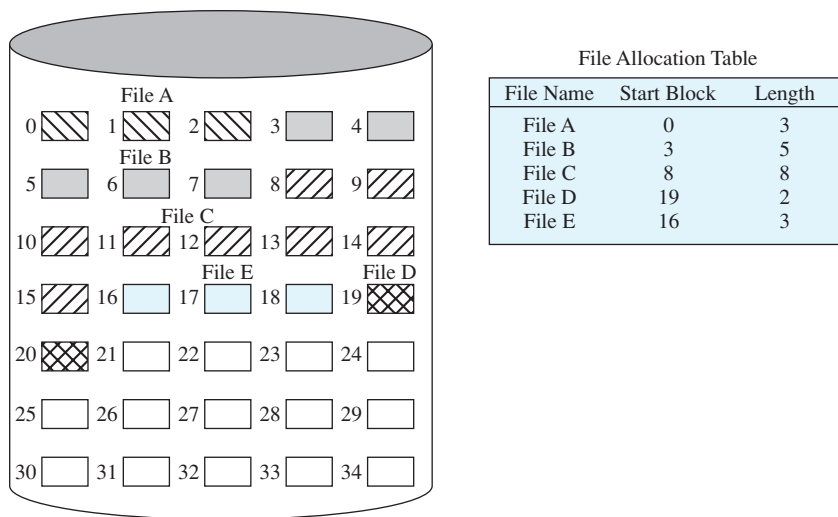 File A
0 1 2 3 4
File B
5 6 7 8 9
File C
10 11 12 13 14
File E File D
15 16 17 18 19
20 21 22 23 24
25 26 27 28 29
30 31 32 33 34
File Allocation Table
File Name Start Block Length
File A 0 3
File B 3 5
File C 8 8
File D 19 2
File E 16 3